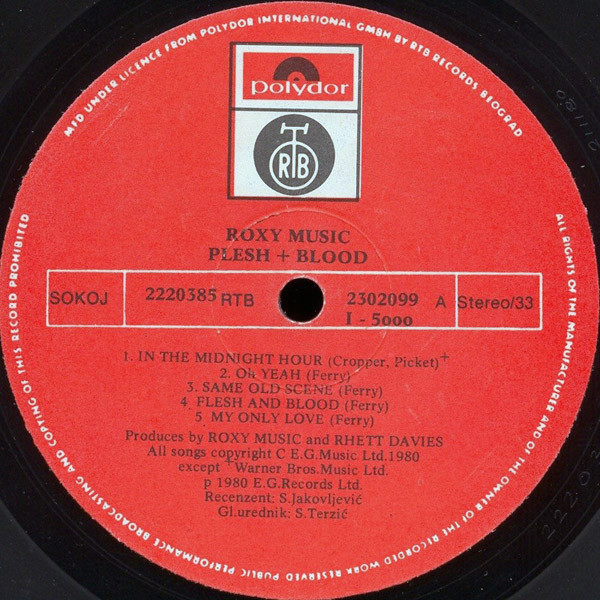 MFD UNDER LICENCE FROM POLYDOR INTERNATIONAL GMBH BY RTB RECORDS BEOGRAD
polydor
RTB
ROXY MUSIC
PLESH + BLOOD
SOKOJ 2220385 RTB 2302099 A Stereo/33
I - 5000
1. IN THE MIDNIGHT HOUR (Cropper, Picket)+
2. Oh YEAH (Ferry)
3. SAME OLD SCENE (Ferry)
4. FLESH AND BLOOD (Ferry)
5 MY ONLY LOVE (Ferry)
Produces by ROXY MUSIC and RHETT DAVIES
All songs copyright C E.G.Music Ltd.1980
except +Warner Bros.Music Ltd.
p 1980 E.G.Records Ltd.
Recenzent: S.Jakovljević
Gl.urednik: S.Terzić
ALL RIGHTS OF THE MANUFACTURER AND OF THE OWNER OF THE RECORDED WORK RESERVED PUBLIC PERFORMANCE BROADCASTING AND COPYING OF THIS RECORD PROHIBITED